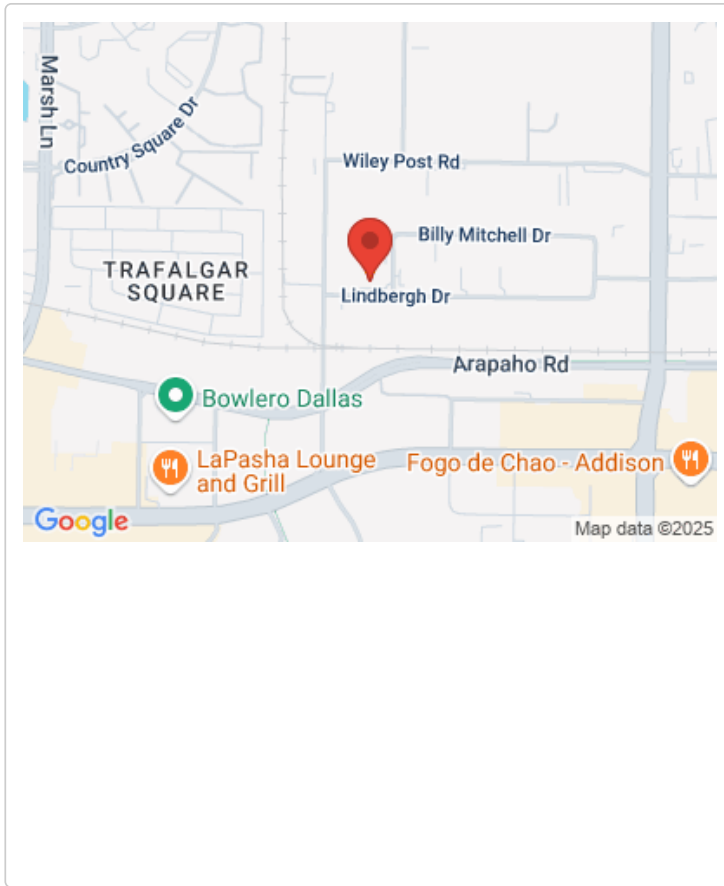 Marsh Ln
Country Square Dr
Wiley Post Rd
Billy Mitchell Dr
TRAFALGAR
SQUARE
Lindbergh Dr
Arapaho Rd
Bowlero Dallas
LaPasha Lounge
and Grill
Fogo de Chao - Addison
Google
Map data ©2025